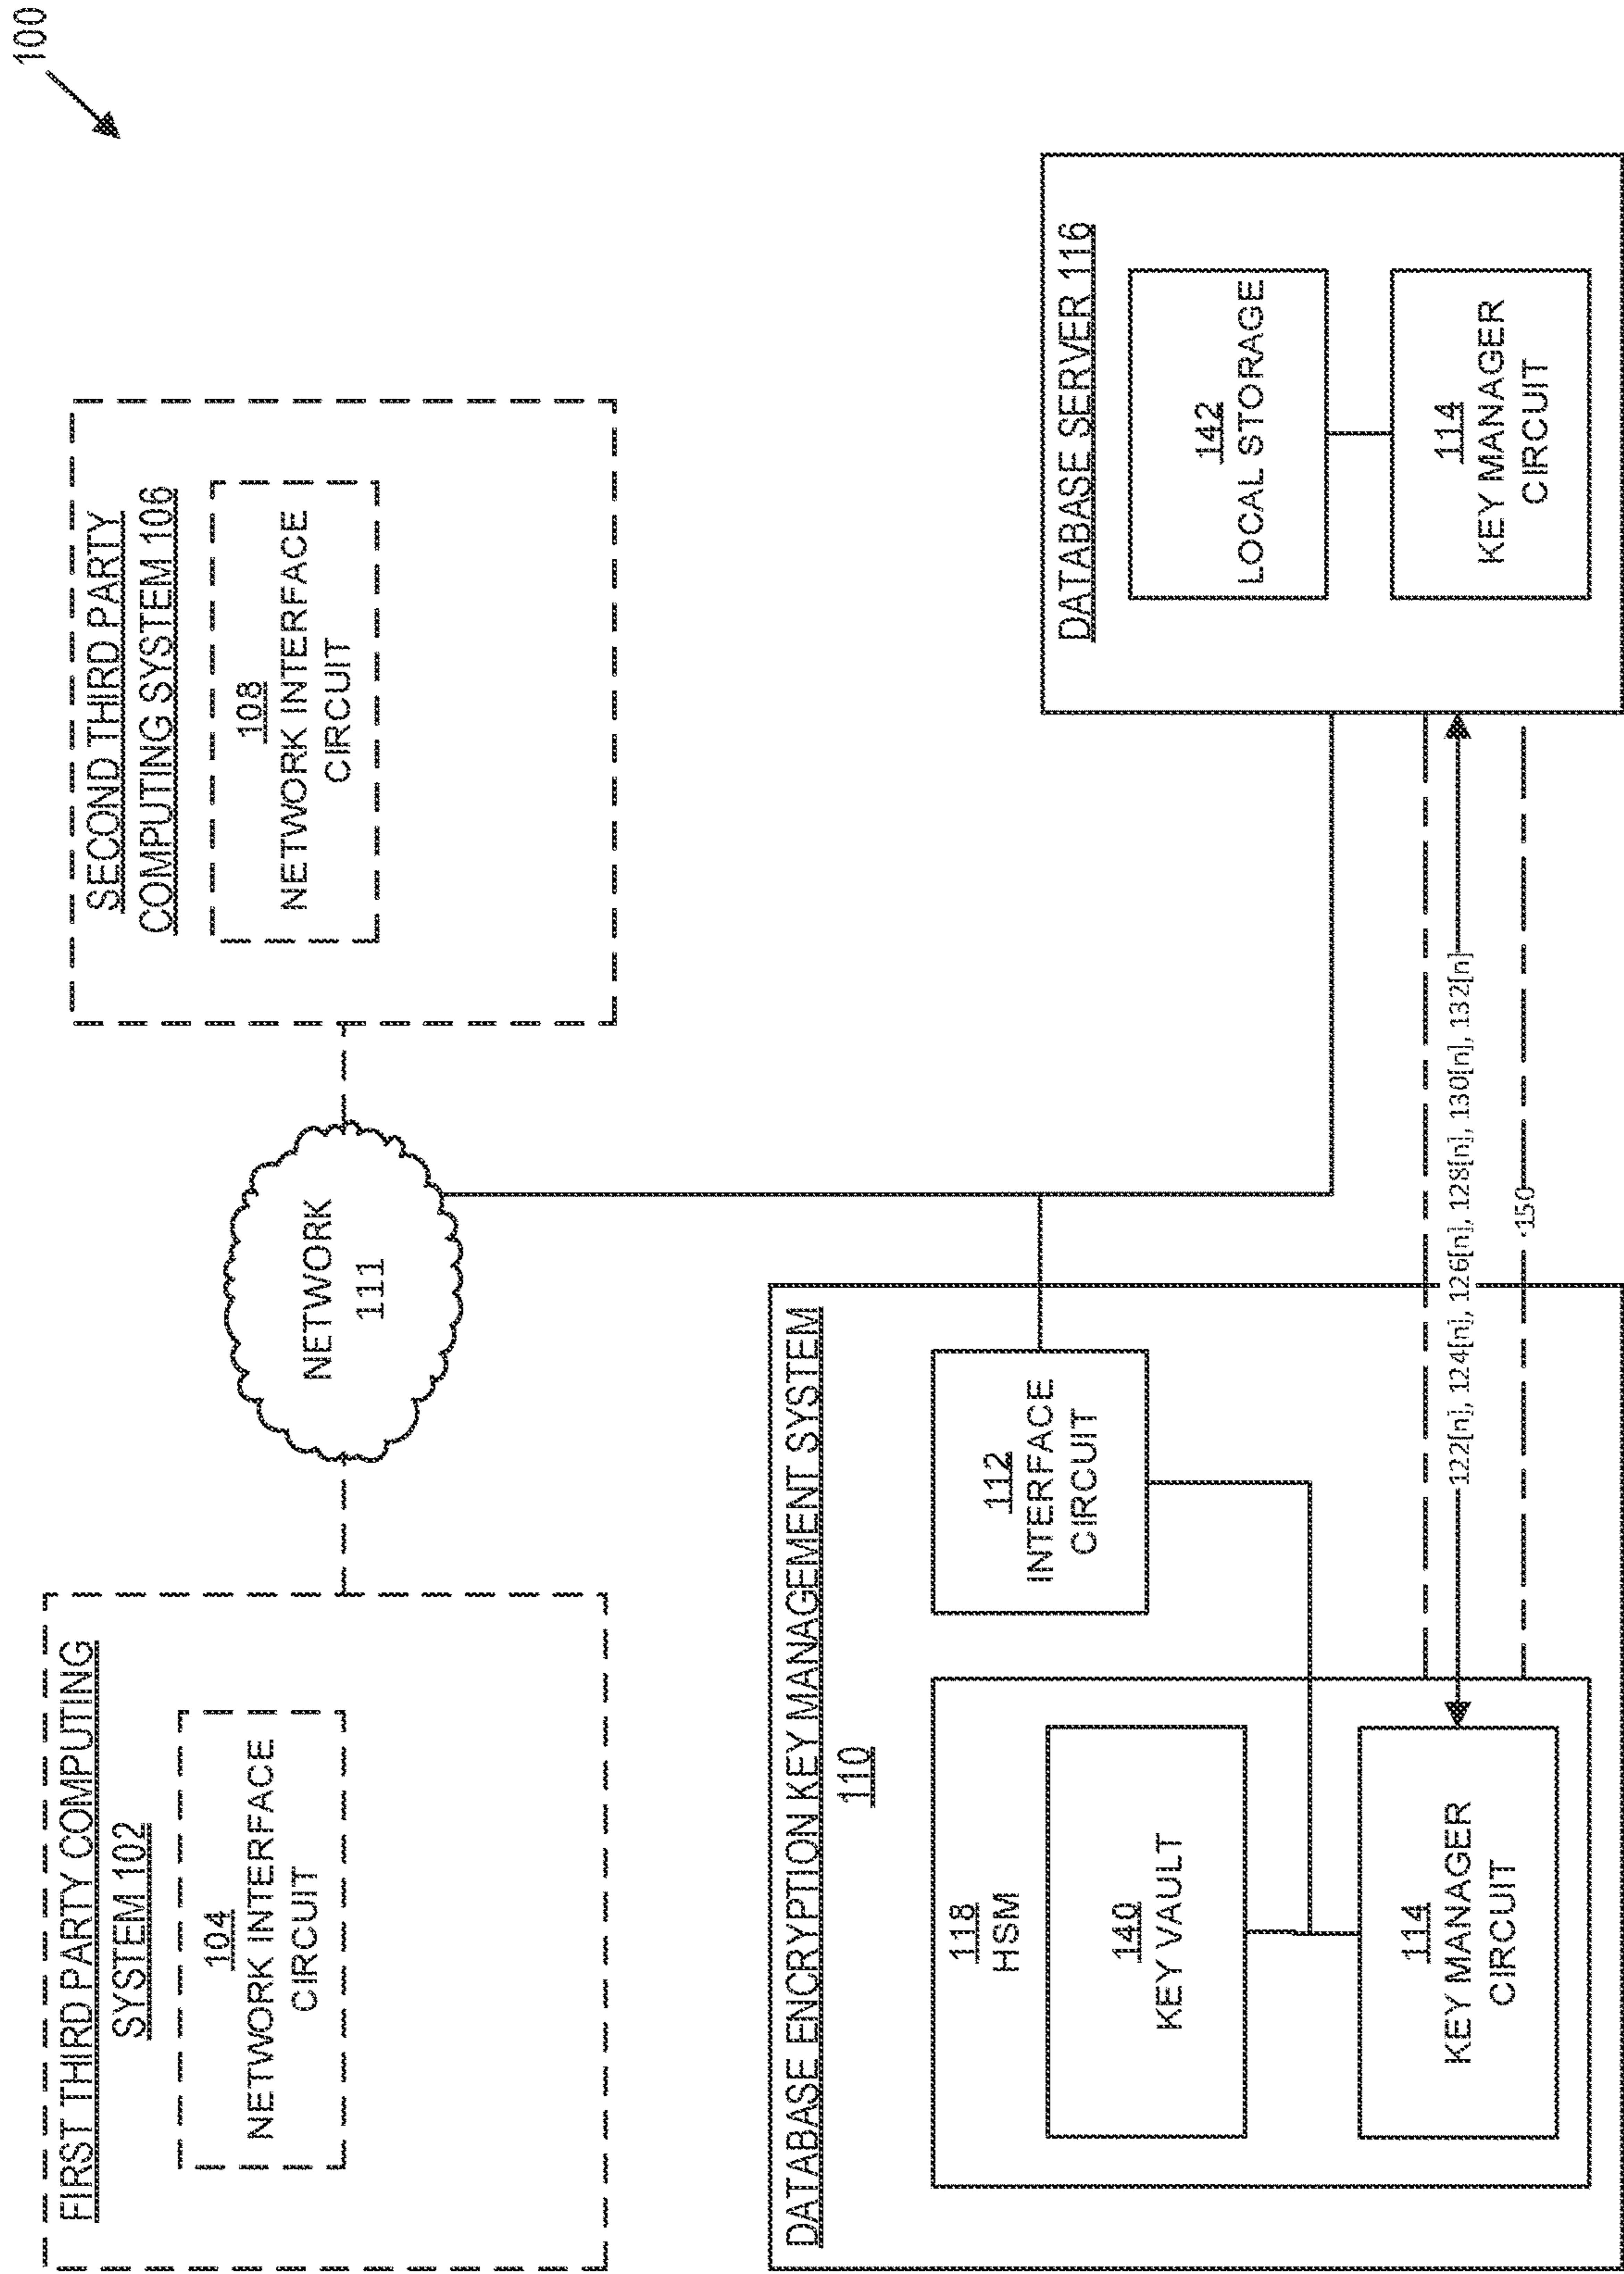 100
FIRST THIRD PARTY COMPUTING
SYSTEM 102
104
NETWORK INTERFACE
CIRCUIT
NETWORK
111
SECOND THIRD PARTY
COMPUTING SYSTEM 106
108
NETWORK INTERFACE
CIRCUIT
DATABASE ENCRYPTION KEY MANAGEMENT SYSTEM
110
118
HSM
140
KEY VAULT
114
KEY MANAGER
CIRCUIT
112
INTERFACE
CIRCUIT
122[n], 124[n], 126[n], 128[n], 130[n], 132[n]
150
DATABASE SERVER 116
142
LOCAL STORAGE
114
KEY MANAGER
CIRCUIT